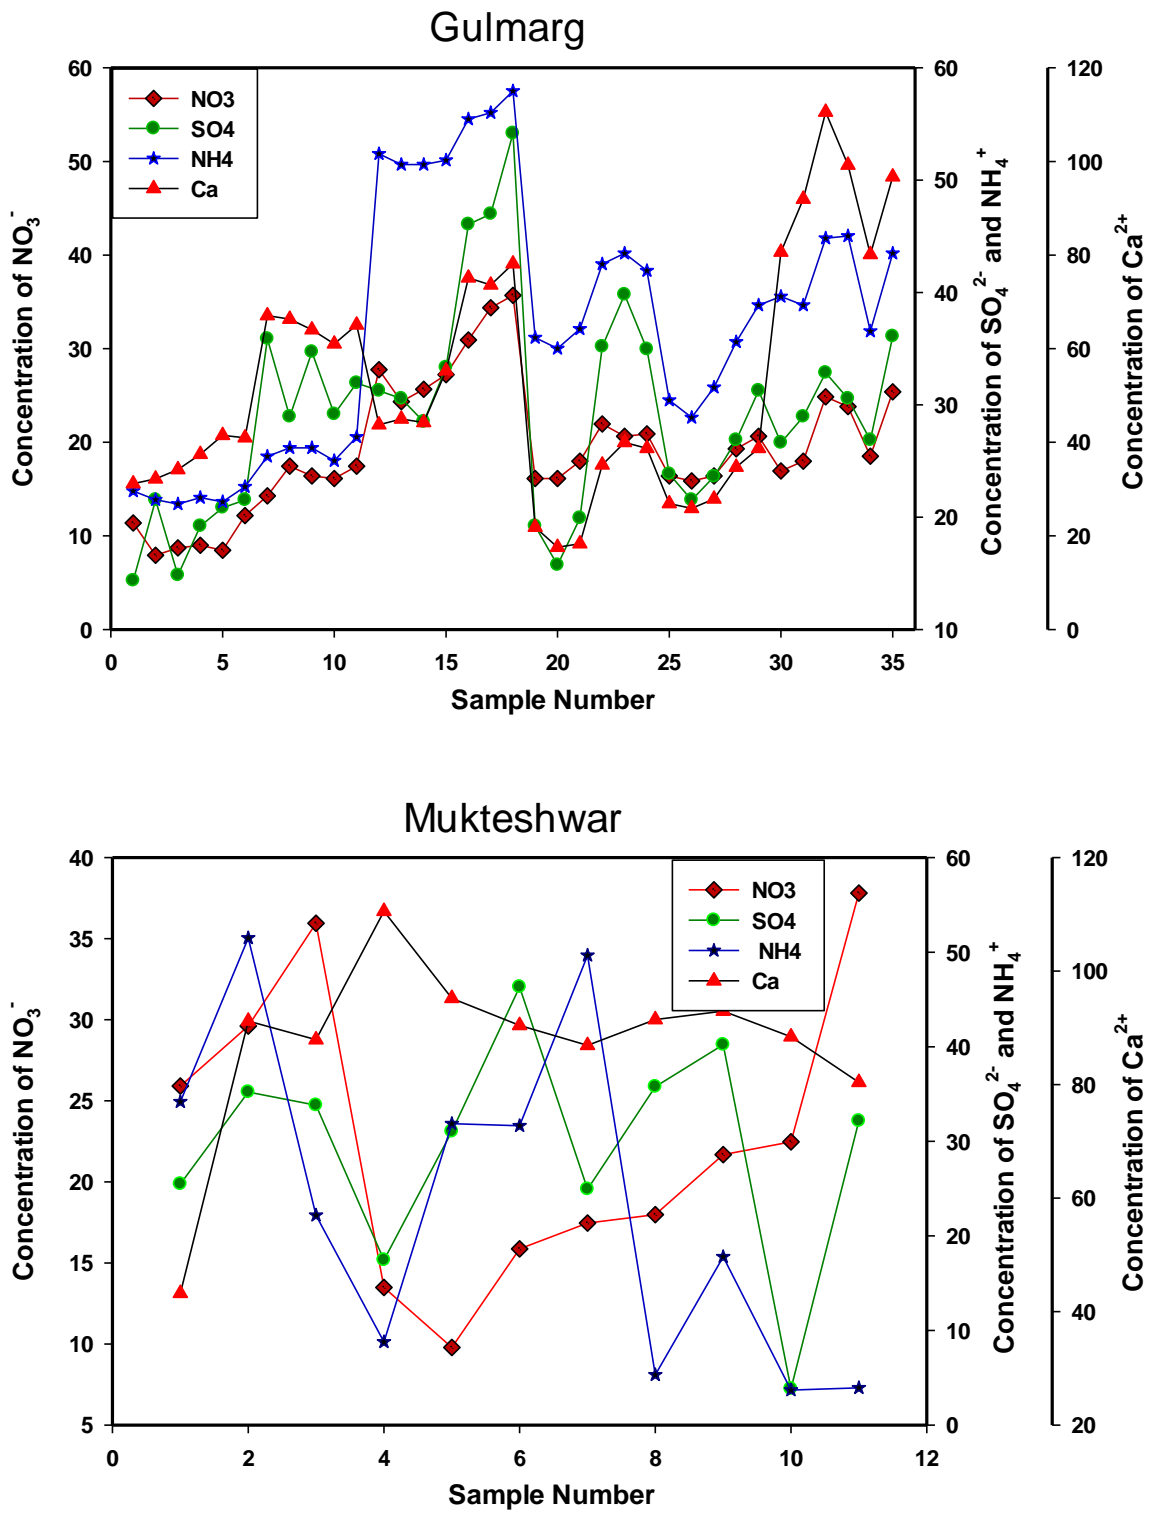 Gulmarg
NO3
SO4
NH4
Ca
60
50
40
30
20
10
0
Concentration of NO₃⁻
60
50
40
30
20
10
Concentration of SO₄²⁻ and NH₄⁺
120
100
80
60
40
20
0
Concentration of Ca²⁺
0 5 10 15 20 25 30 35
Sample Number
Mukteshwar
NO3
SO4
NH4
Ca
40
35
30
25
20
15
10
5
Concentration of NO₃⁻
60
50
40
30
20
10
0
Concentration of SO₄²⁻ and NH₄⁺
120
100
80
60
40
20
Concentration of Ca²⁺
0 2 4 6 8 10 12
Sample Number